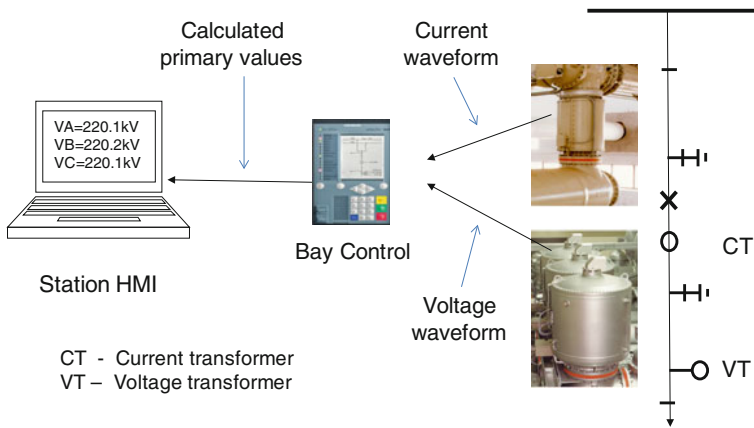 Calculated
primary values
Current
waveform
VA=220.1kV
VB=220.2kV
VC=220.1kV
Bay Control
CT
Station HMI
Voltage
waveform
CT - Current transformer
VT – Voltage transformer
VT